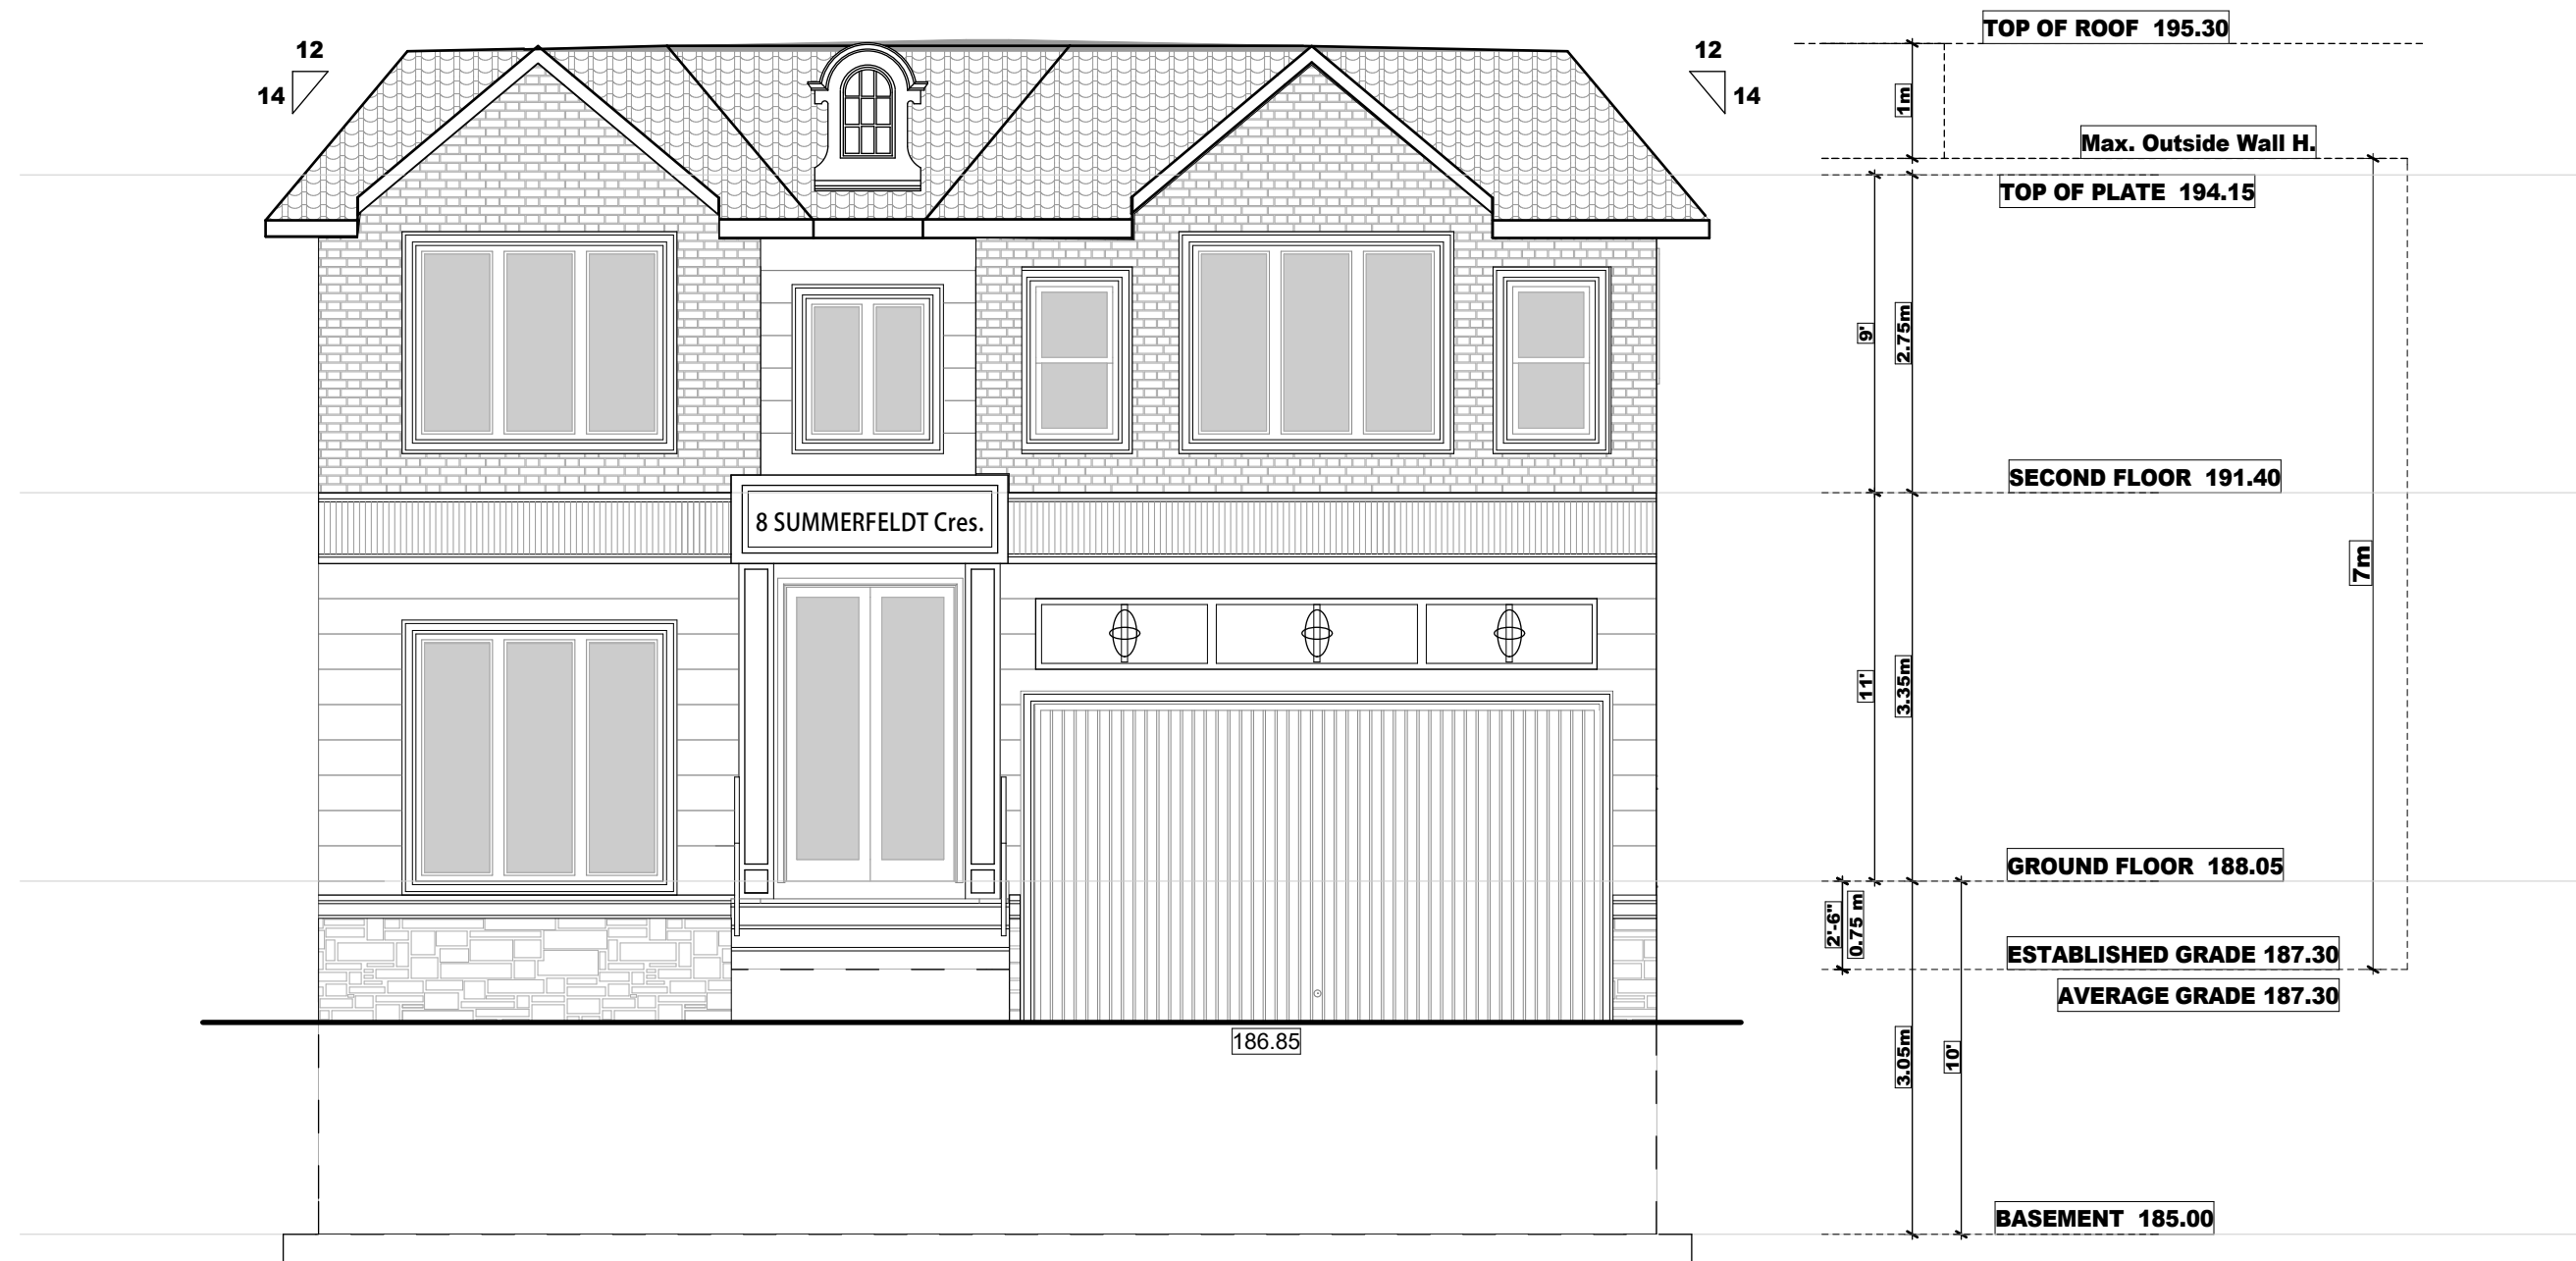 TOP OF ROOF 195.30
12
14
12
14
1m
Max. Outside Wall H.
TOP OF PLATE 194.15
9'
2.75m
SECOND FLOOR 191.40
8 SUMMERFELDT Cres.
7m
11'
3.35m
GROUND FLOOR 188.05
2'-6"
0.75 m
ESTABLISHED GRADE 187.30
AVERAGE GRADE 187.30
186.85
3.05m
10'
BASEMENT 185.00